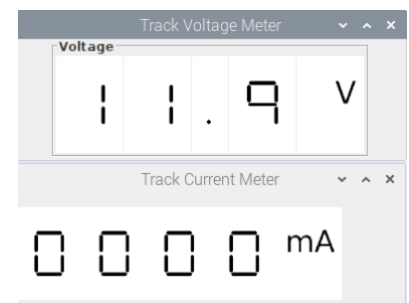 Track Voltage Meter
Voltage
11.9 V
Track Current Meter
0000 mA